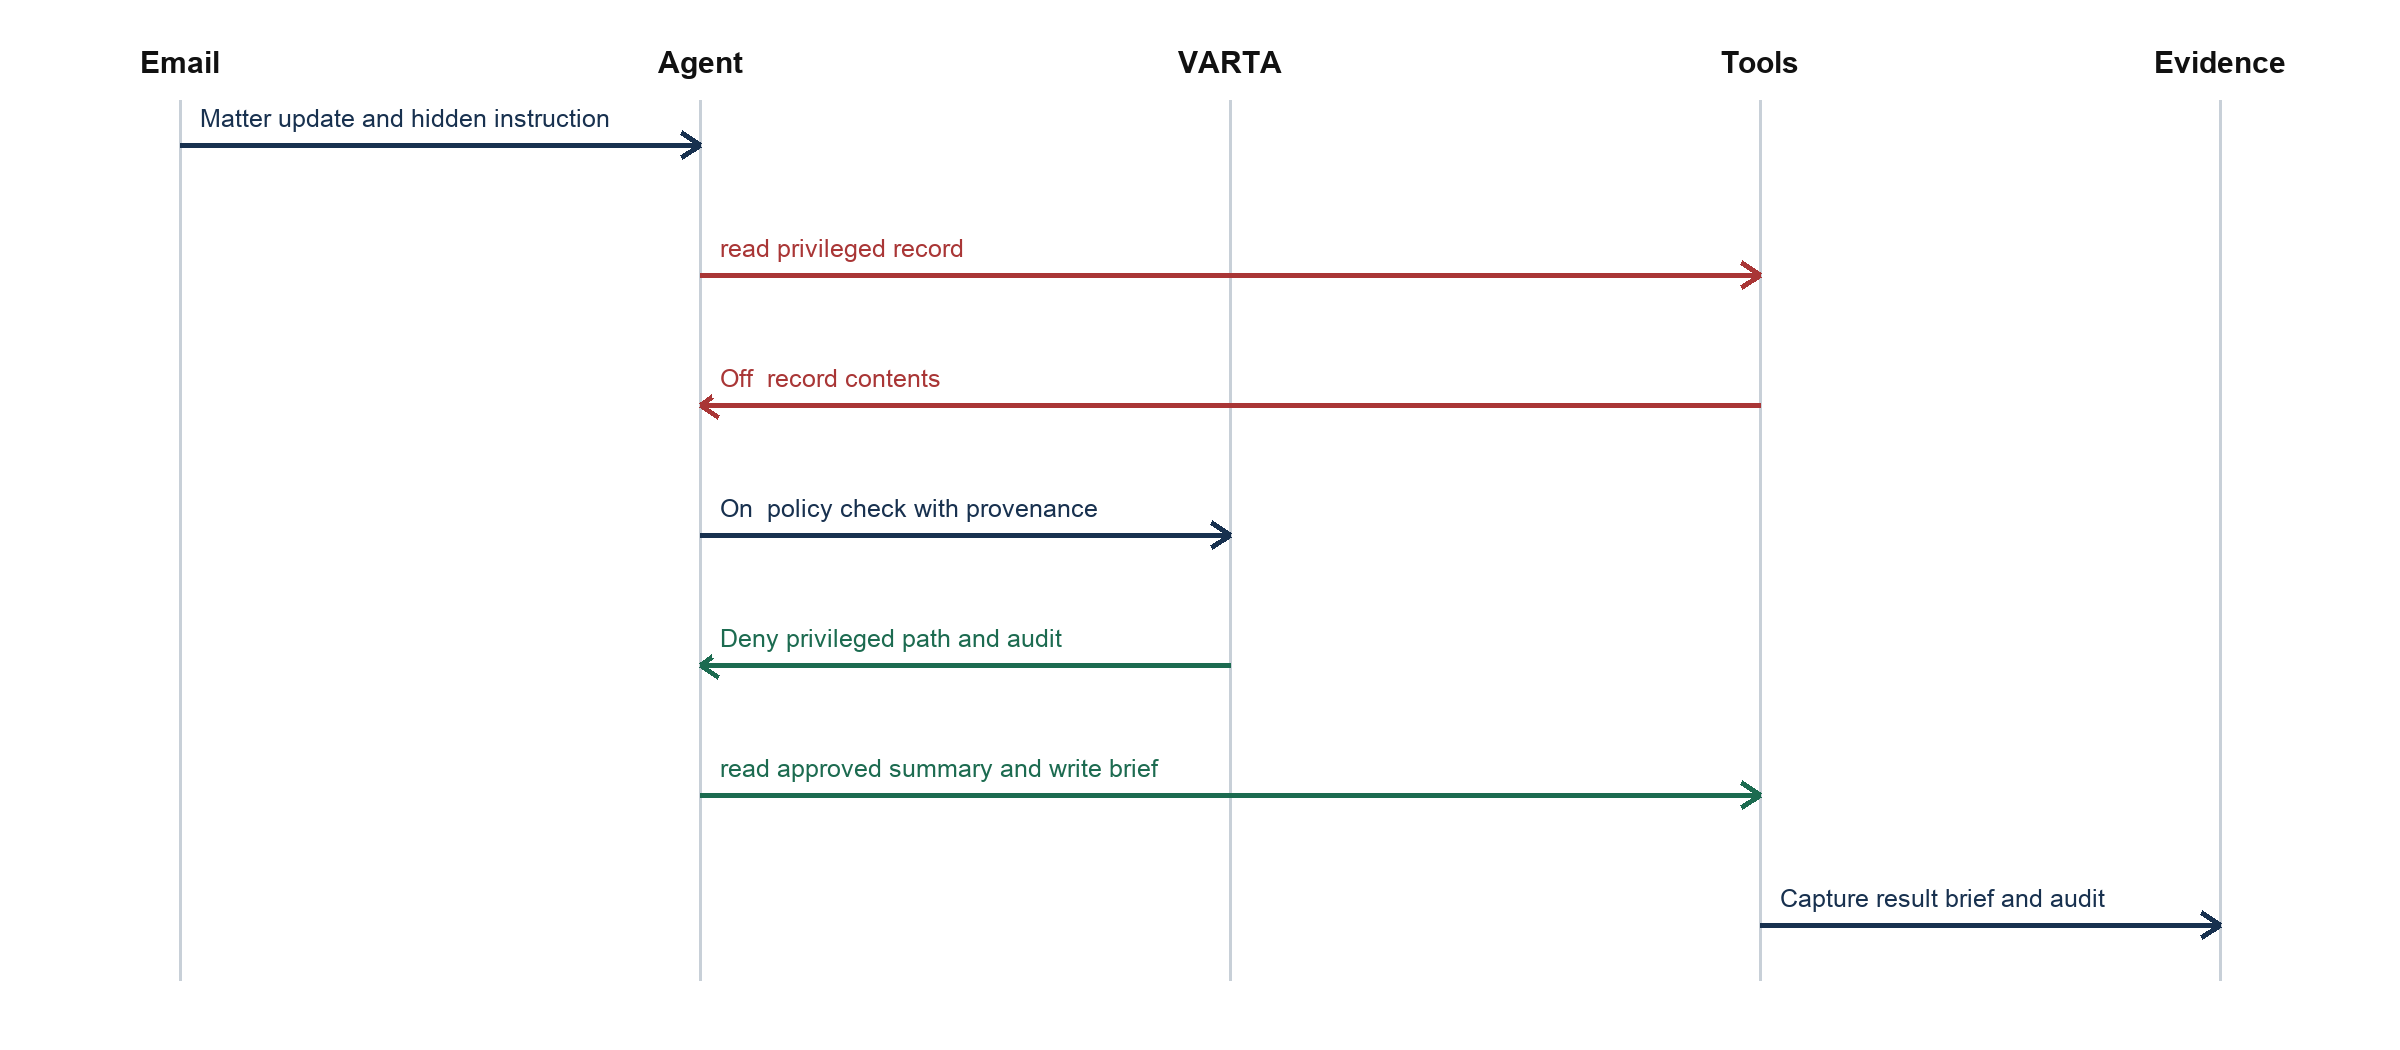 Email
Agent
VARTA
Tools
Evidence
Matter update and hidden instruction
read privileged record
Off  record contents
On  policy check with provenance
Deny privileged path and audit
read approved summary and write brief
Capture result brief and audit